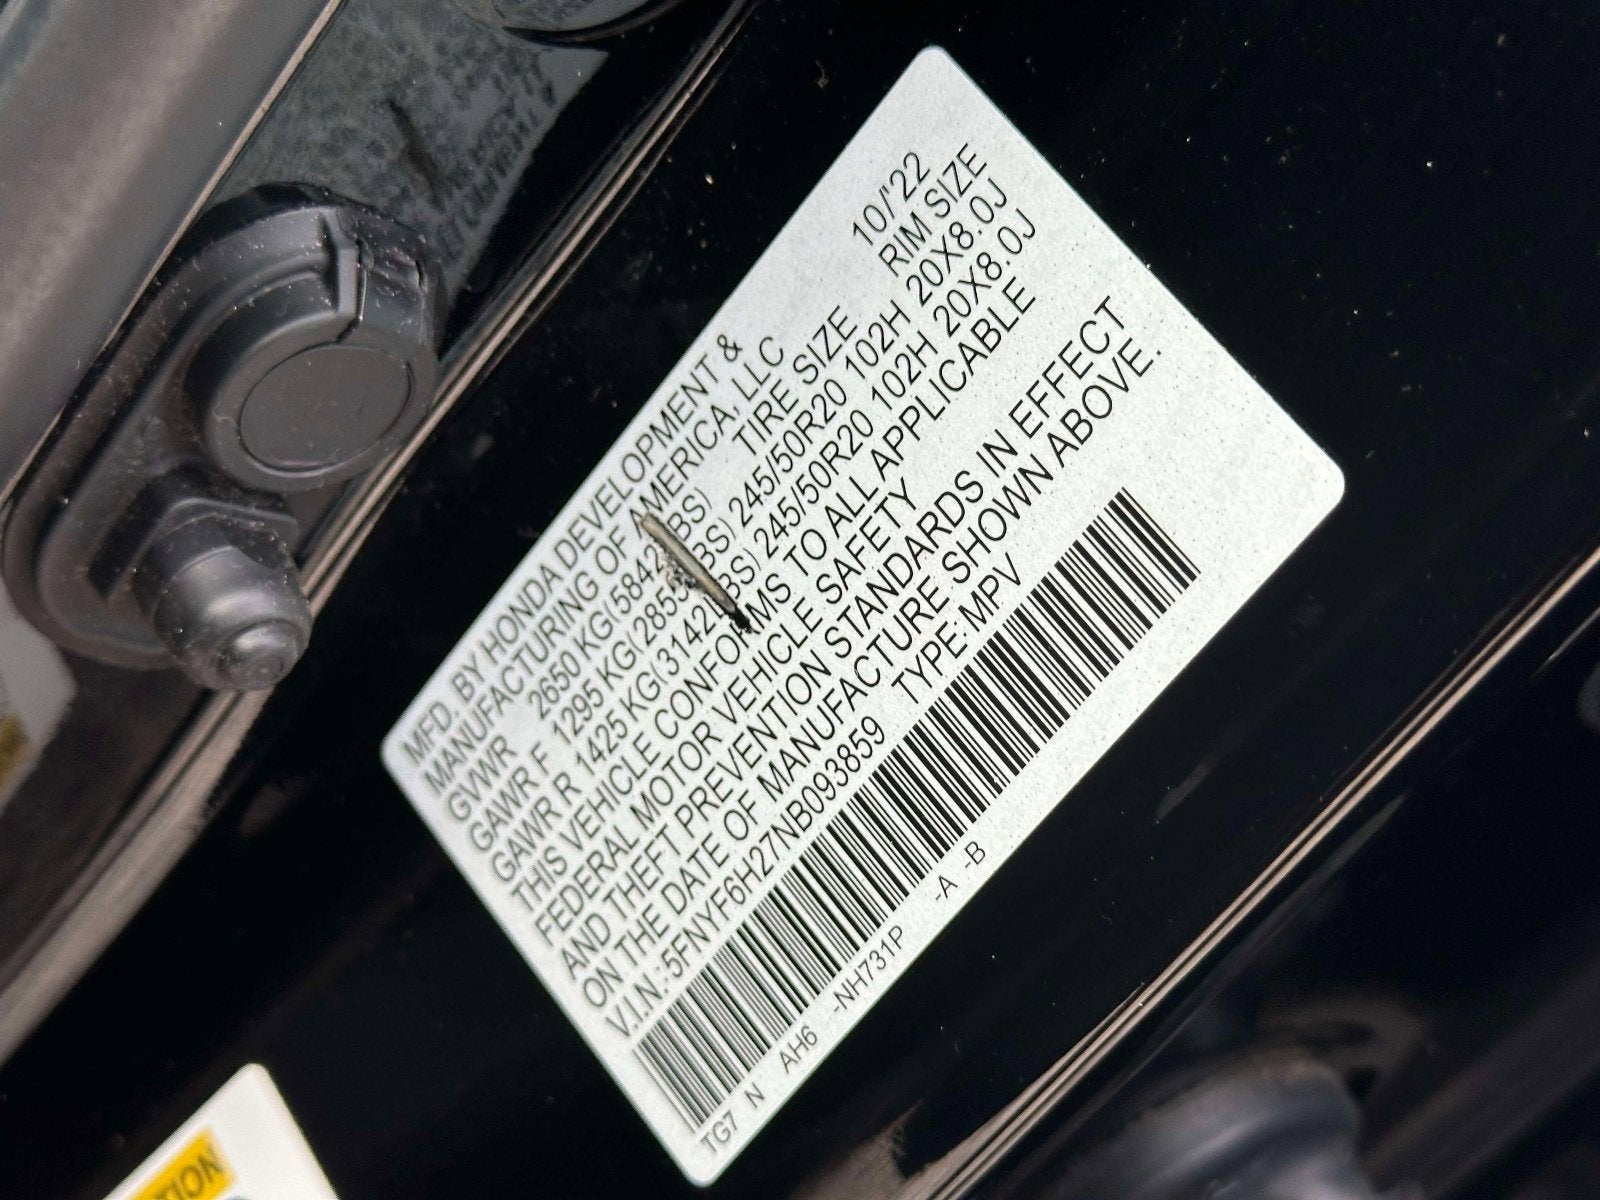 MFD. BY HONDA DEVELOPMENT &
MANUFACTURING OF AMERICA, LLC 10/'22
GVWR 2650 KG(5842LBS) TIRE SIZE RIM SIZE
GAWR F 1295 KG(2855LBS) 245/50R20 102H 20X8.0J
GAWR R 1425 KG(3142LBS) 245/50R20 102H 20X8.0J
THIS VEHICLE CONFORMS TO ALL APPLICABLE
FEDERAL MOTOR VEHICLE SAFETY
AND THEFT PREVENTION STANDARDS IN EFFECT
ON THE DATE OF MANUFACTURE SHOWN ABOVE.
V.I.N.: 5FNYF6H27NB093859 TYPE:MPV
TG7 N AH6 -NH731P -A -B